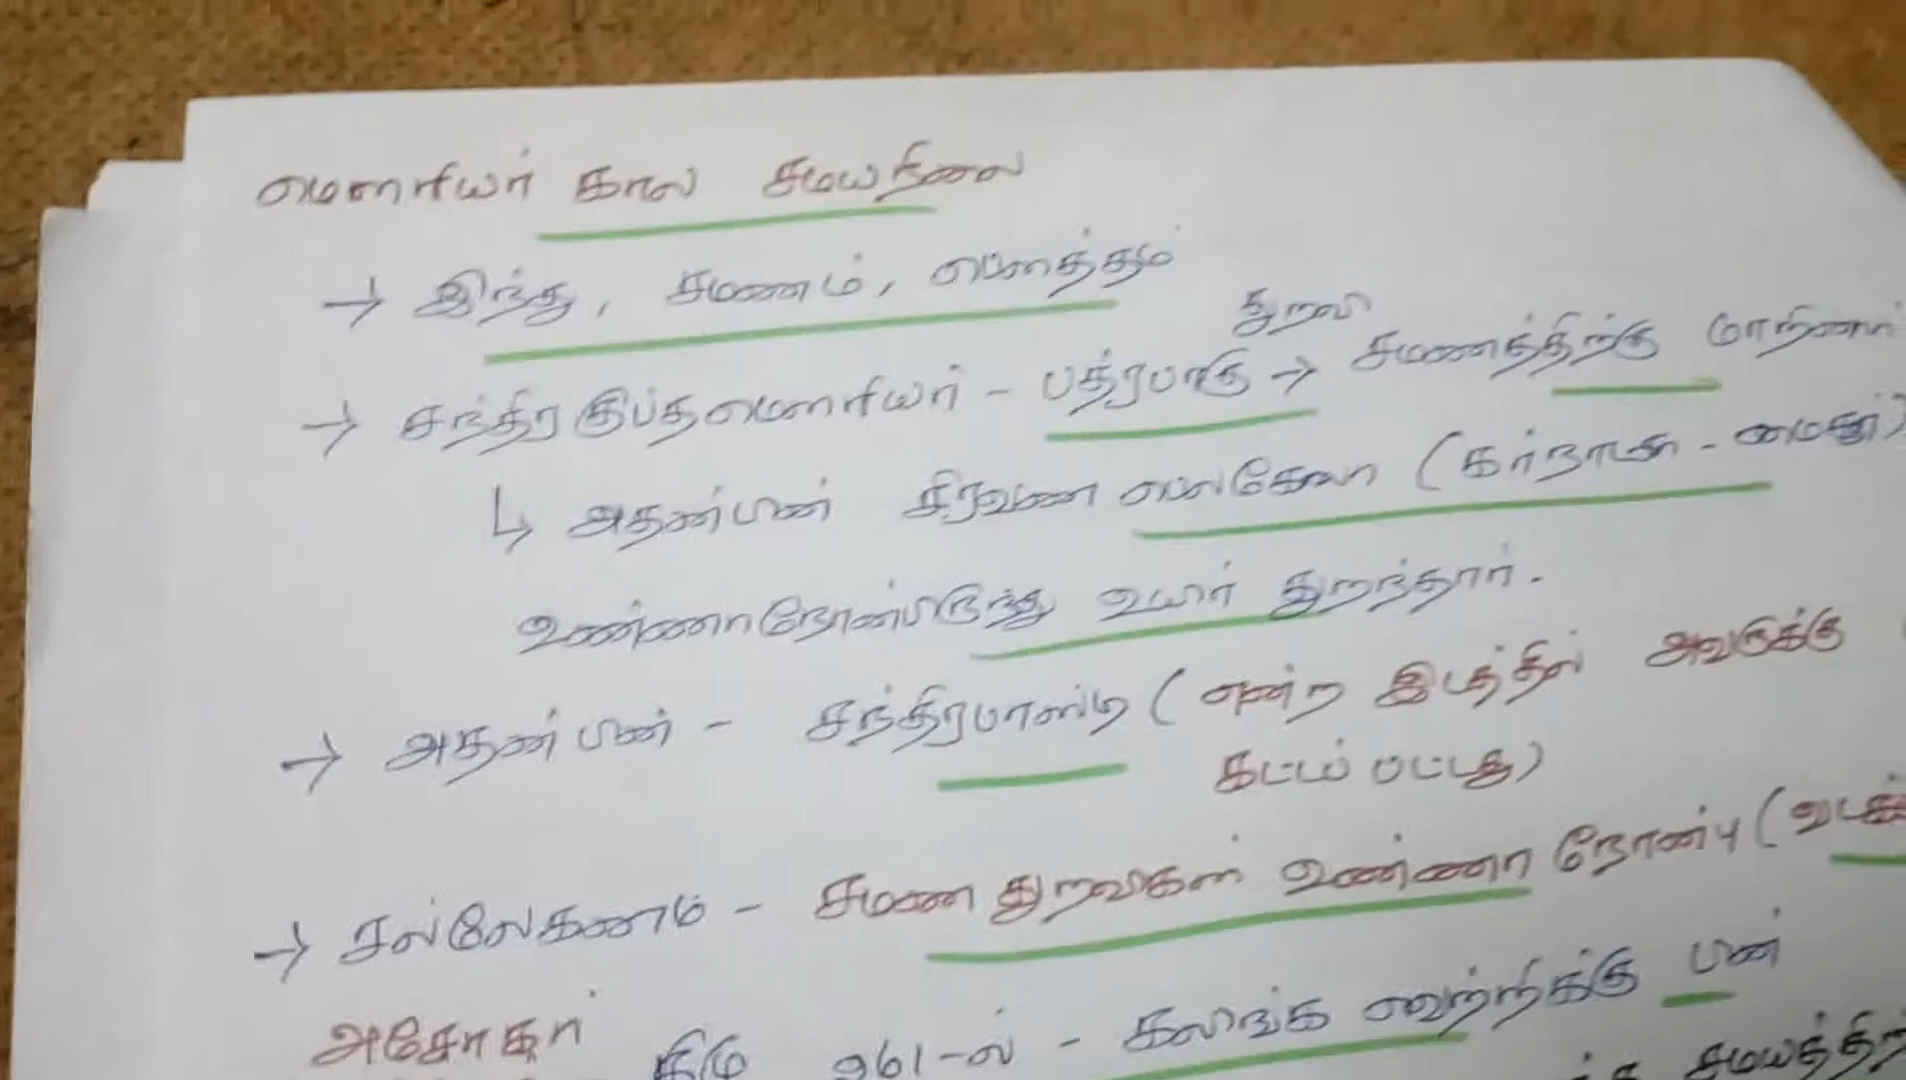 மௌரியர் கால சமயநிலை
→ இந்து, சமணம், பௌத்தம்
துறவி
→ சந்திரகுப்தமௌரியர் - பத்ரபாகு → சமணத்திற்கு மாறினார்
↳ அதன்பின் சிரவண பெலகேலா (கர்நாடக - மைசூர்)
உண்ணாநோன்பிருந்து உயிர் துறந்தார்.
→ அதன் பின் - சந்திரபாஸ்டி (என்ற இடத்தில் அவருக்கு
கட்டப் பட்டது)
→ சல்லேகனம் - சமண துறவிகள் உண்ணா நோன்பு (வடக்
அசோகர் கிமு 261-ல் - கலிங்க வெற்றிக்கு பின்
சமயத்திற்